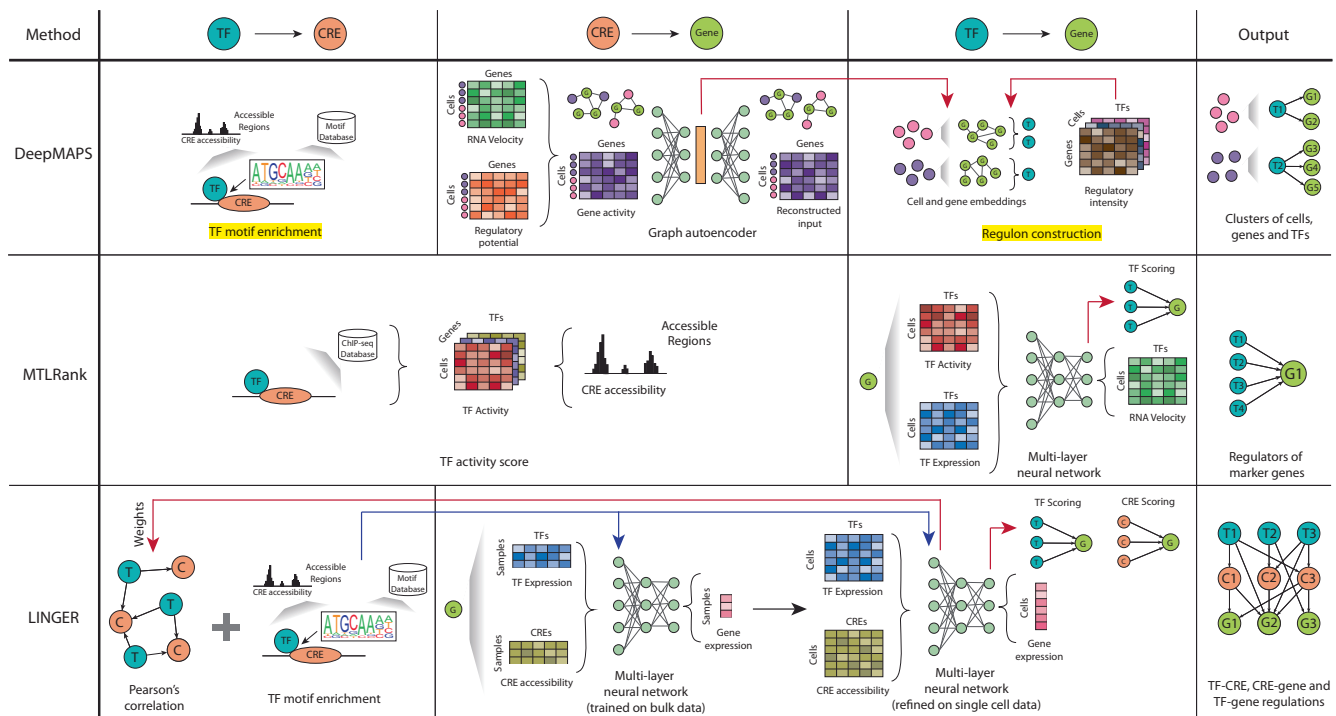 Method
TF
CRE
CRE
Gene
TF
Gene
Output
DeepMAPS
Accessible
Regions
CRE accessibility
Motif
Database
ATGCAA
TF
CRE
TF motif enrichment
Genes
Cells
RNA Velocity
Genes
Cells
Regulatory
potential
G
G
G
G
G
G
Genes
Cells
Gene activity
Graph autoencoder
G
G
G
G
G
G
Genes
Cells
Reconstructed
input
G
G
G
G
T
T
G
G
G
G
T
Cell and gene embeddings
TFs
Cells
Genes
Regulatory
intensity
Regulon construction
T1
G1
G2
T2
G3
G4
G5
Clusters of cells,
genes and TFs
MTLRank
ChIP-seq
Database
TF
CRE
TFs
Genes
Cells
TF Activity
Accessible
Regions
CRE accessibility
TF activity score
G
TFs
Cells
TF Activity
TFs
Cells
TF Expression
TF Scoring
T
T
T
G
TFs
Cells
RNA Velocity
Multi-layer
neural network
T1
T2
T3
T4
G1
Regulators of
marker genes
LINGER
Weights
T
C
T
C
T
C
Pearson's
correlation
Accessible
Regions
CRE accessibility
Motif
Database
ATGCAA
TF
CRE
TF motif enrichment
G
TFs
Samples
TF Expression
CREs
Samples
CRE accessibility
Samples
Gene
expression
Multi-layer
neural network
(trained on bulk data)
TFs
Cells
TF Expression
CREs
Cells
CRE accessibility
TF Scoring
T
T
T
G
CRE Scoring
C
C
C
G
Cells
Gene
expression
Multi-layer
neural network
(refined on single cell data)
T1
T2
T3
C1
C2
C3
G1
G2
G3
TF-CRE, CRE-gene and
TF-gene regulations